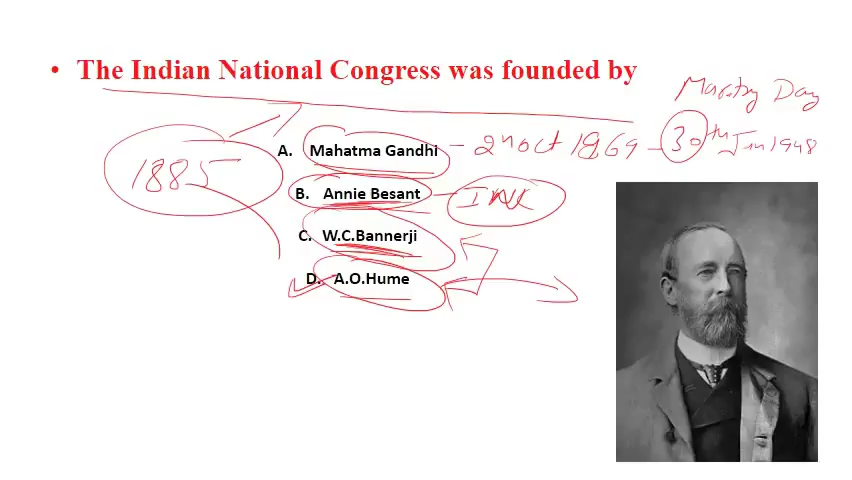 • The Indian National Congress was founded by
Martry Day
A. Mahatma Gandhi - 2nd Oct 1869 - 30th Jan 1948
1885
B. Annie Besant - INC
C. W.C.Bannerji
D. A.O.Hume